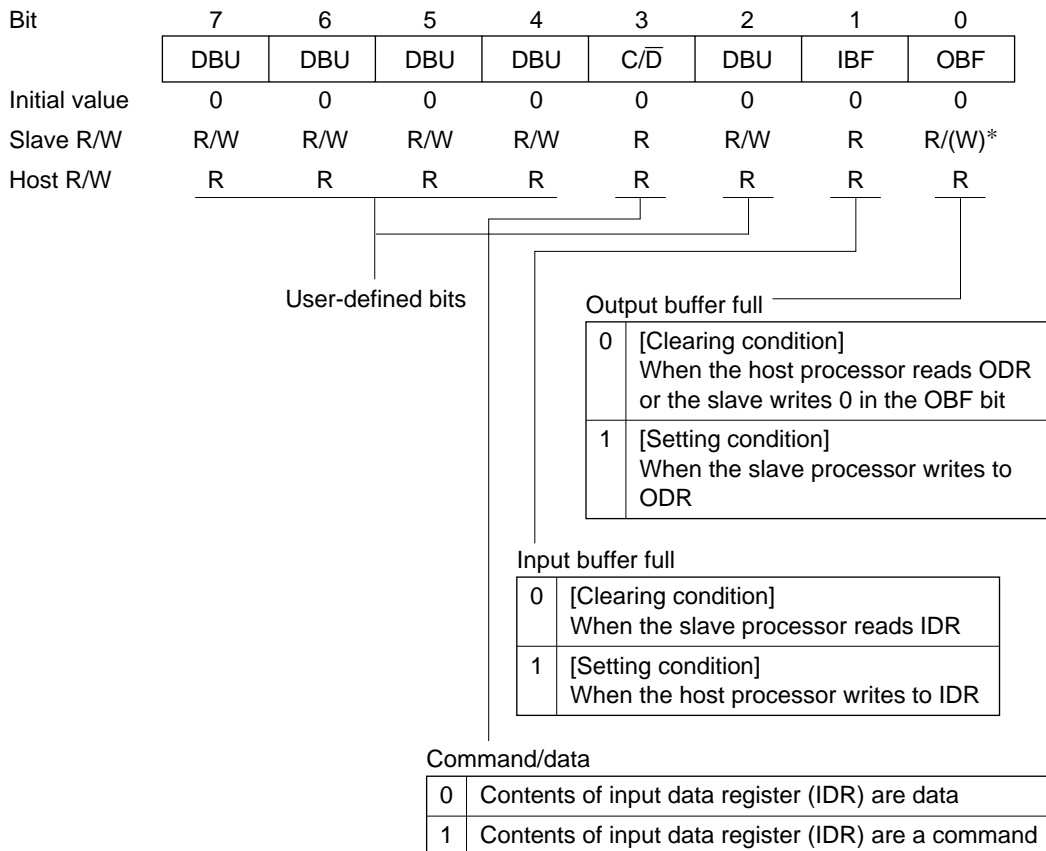 Bit 7 6 5 4 3 2 1 0
DBU DBU DBU DBU C/D̅ DBU IBF OBF
Initial value 0 0 0 0 0 0 0 0
Slave R/W R/W R/W R/W R/W R R/W R R/(W)*
Host R/W R R R R R R R R
User-defined bits
Output buffer full
0 [Clearing condition]
When the host processor reads ODR
or the slave writes 0 in the OBF bit
1 [Setting condition]
When the slave processor writes to
ODR
Input buffer full
0 [Clearing condition]
When the slave processor reads IDR
1 [Setting condition]
When the host processor writes to IDR
Command/data
0 Contents of input data register (IDR) are data
1 Contents of input data register (IDR) are a command